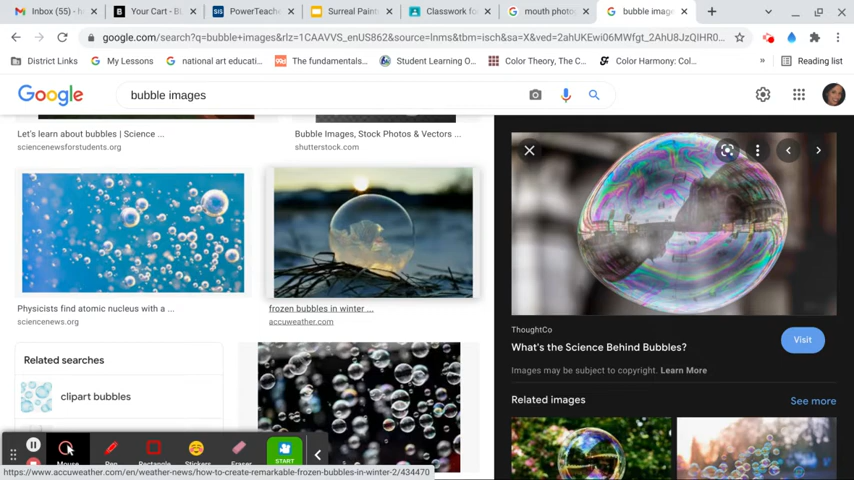 Inbox (55) - h
Your Cart - Bl
PowerTeache
Surreal Paint
Classwork fo
mouth photos
bubble image
google.com/search?q=bubble+images&rlz=1CAAVVS_enUS862&source=lnms&tbm=isch&sa=X&ved=2ahUKEwi06MWfgt_2AhU8JzQIHR0...
District Links
My Lessons
national art educati...
The fundamentals...
Student Learning O...
Color Theory, The C...
Color Harmony: Col...
»
Reading list
Google
bubble images
Let's learn about bubbles | Science ...
sciencenewsforstudents.org
Bubble Images, Stock Photos & Vectors ...
shutterstock.com
Physicists find atomic nucleus with a ...
sciencenews.org
frozen bubbles in winter ...
accuweather.com
Related searches
clipart bubbles
ThoughtCo
What's the Science Behind Bubbles?
Visit
Images may be subject to copyright. Learn More
Related images
See more
Mouse
Pen
Rectangle
Stickers
Eraser
START
https://www.accuweather.com/en/weather-news/how-to-create-remarkable-frozen-bubbles-in-winter-2/434470